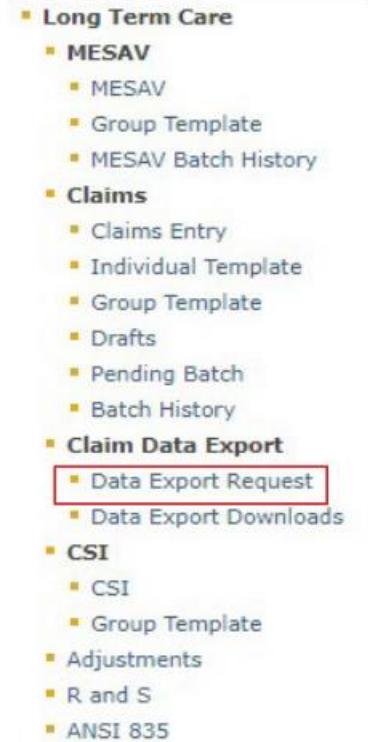 Long Term Care
MESAV
MESAV
Group Template
MESAV Batch History
Claims
Claims Entry
Individual Template
Group Template
Drafts
Pending Batch
Batch History
Claim Data Export
Data Export Request
Data Export Downloads
CSI
CSI
Group Template
Adjustments
R and S
ANSI 835